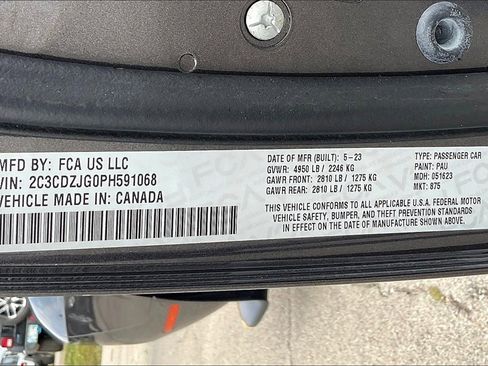 MFD BY: FCA US LLC
VIN: 2C3CDZJG0PH591068
VEHICLE MADE IN: CANADA
MFD DATE (BUILT): 5-23
GVWR: 4950 LB / 2246 KG
GAWR FRONT: 2810 LB / 1275 KG
GAWR REAR: 2810 LB / 1275 KG
TYPE: PASSENGER CAR
PAINT: PAU
MDH: 051623
MKT: 875
THIS VEHICLE CONFORMS TO ALL APPLICABLE U.S.A. FEDERAL MOTOR
VEHICLE SAFETY, BUMPER, AND THEFT PREVENTION STANDARDS IN
EFFECT ON THE DATE OF MANUFACTURE SHOWN ABOVE.